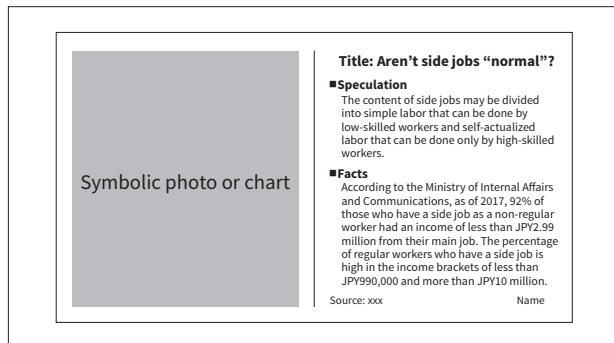 Symbolic photo or chart
Title: Aren’t side jobs “normal”?
■Speculation
The content of side jobs may be divided
into simple labor that can be done by
low-skilled workers and self-actualized
labor that can be done only by high-skilled
workers.
■Facts
According to the Ministry of Internal Affairs
and Communications, as of 2017, 92% of
those who have a side job as a non-regular
worker had an income of less than JPY2.99
million from their main job. The percentage
of regular workers who have a side job is
high in the income brackets of less than
JPY990,000 and more than JPY10 million.
Source: xxx Name